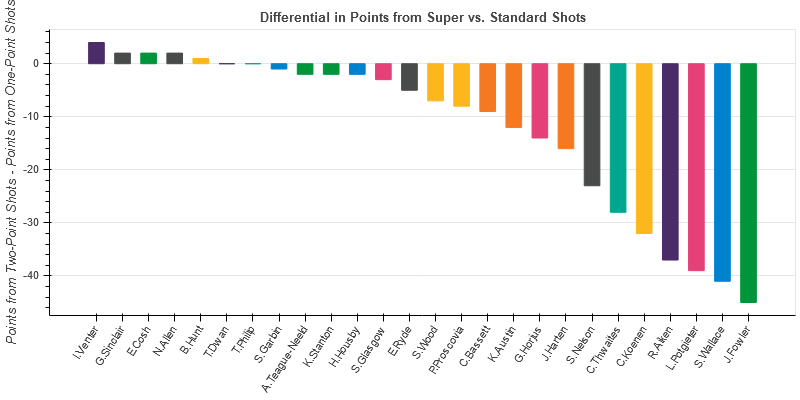 Differential in Points from Super vs. Standard Shots
Points from Two-Point Shots - Points from One-Point Shots
0
-10
-20
-30
-40
I.Venter
G.Sinclair
E.Cosh
N.Allen
B.Hunt
T.Dwan
T.Philip
S.Garbin
A.Teague-Neeld
K.Stanton
H.Housby
S.Glasgow
E.Ryde
S.Wood
P.Proscovia
C.Bassett
K.Austin
G.Horjus
J.Harten
S.Nelson
C.Thwaites
C.Koenen
R.Aiken
L.Potgieter
S.Wallace
J.Fowler